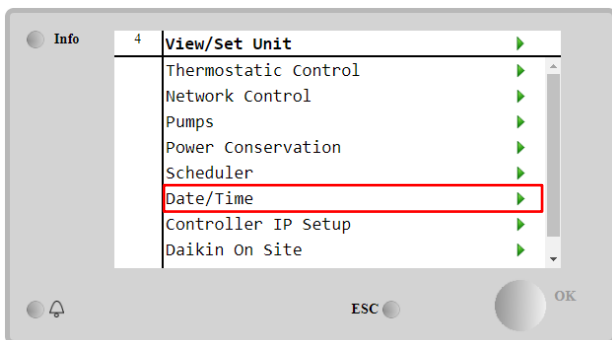 Info
4 View/Set Unit
Thermostatic Control
Network Control
Pumps
Power Conservation
Scheduler
Date/Time
Controller IP Setup
Daikin On Site
ESC
OK